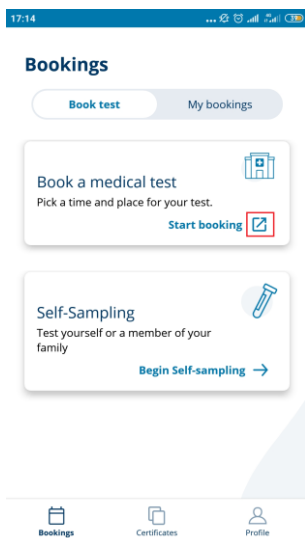 17:14
...
Bookings
Book test
My bookings
Book a medical test
Pick a time and place for your test.
Start booking
Self-Sampling
Test yourself or a member of your
family
Begin Self-sampling →
Bookings
Certificates
Profile